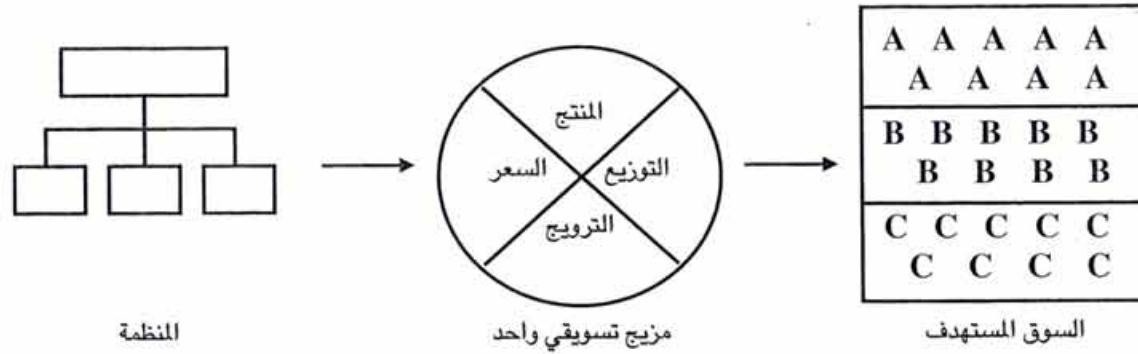 المنتج
السعر
التوزيع
الترويج
A A A A A
A A A A
B B B B B
B B B B
C C C C C
C C C C
المنظمة
مزيج تسويقي واحد
السوق المستهدف